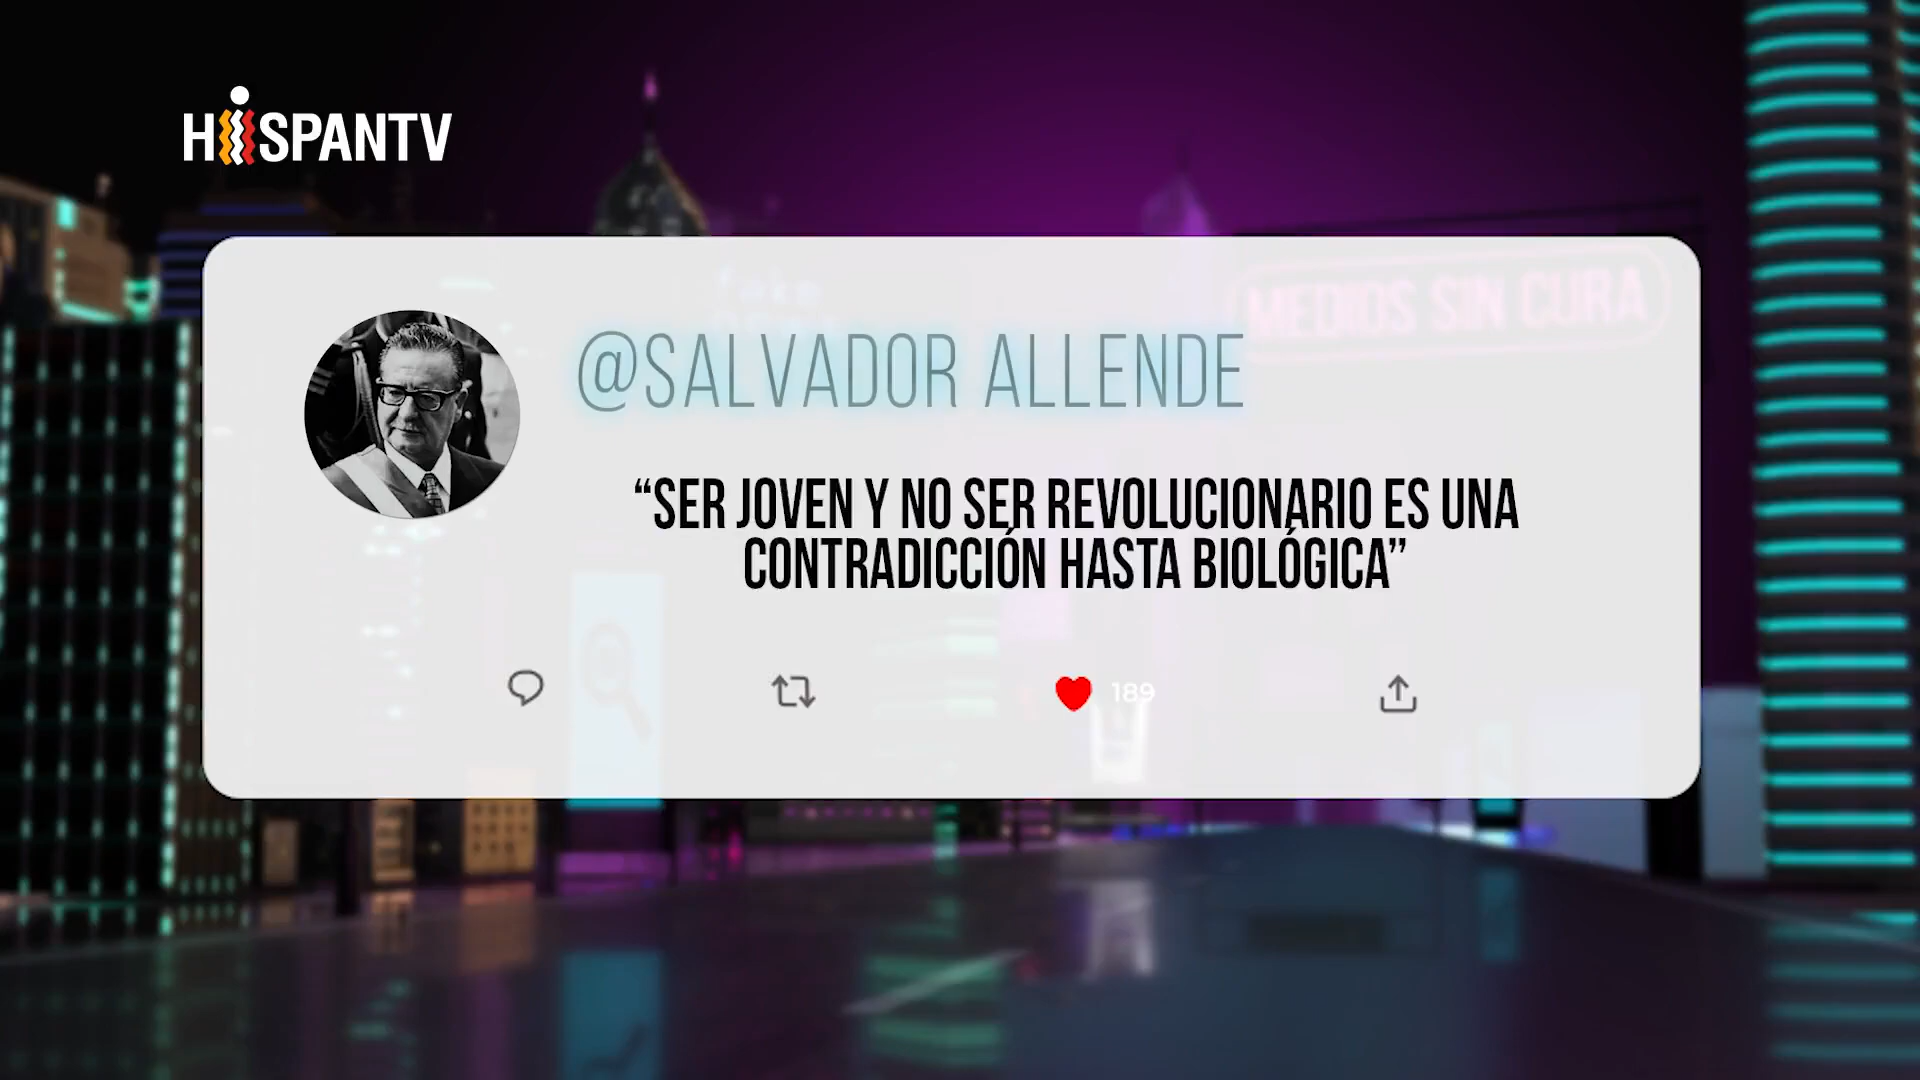 HISPANTV
MEDIOS SIN CURA
@SALVADOR ALLENDE
“SER JOVEN Y NO SER REVOLUCIONARIO ES UNA
CONTRADICCIÓN HASTA BIOLÓGICA”
189